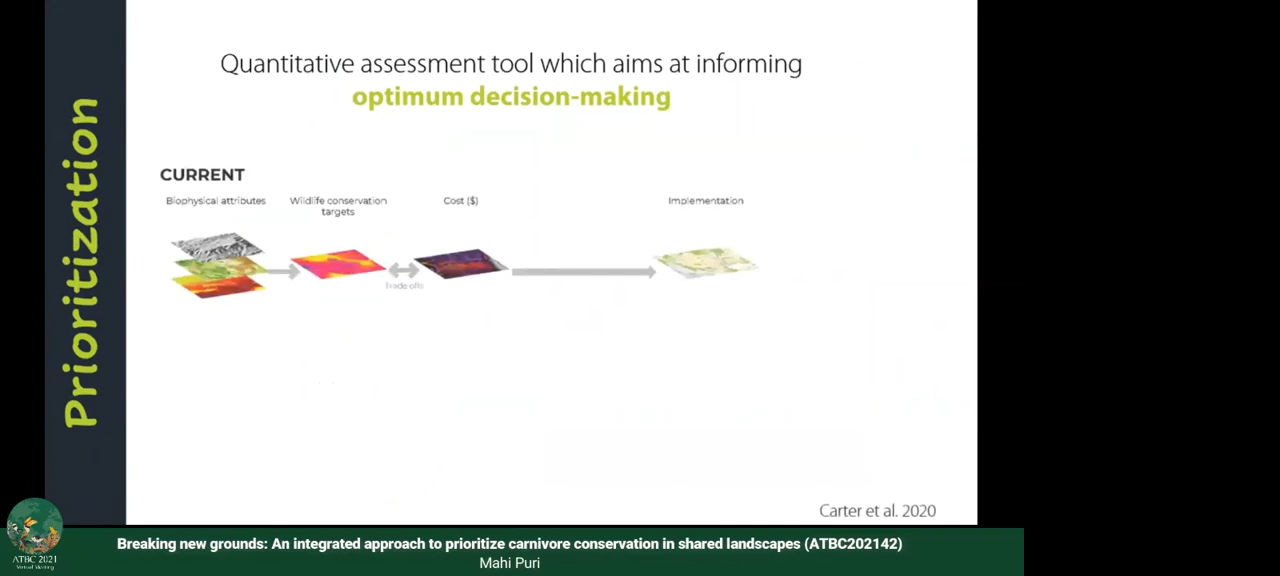 Prioritization
Quantitative assessment tool which aims at informing
optimum decision-making
CURRENT
Biophysical attributes
Wildlife conservation
targets
Cost ($)
Implementation
Trade offs
Carter et al. 2020
ATBC 2021
Virtual Meeting
Breaking new grounds: An integrated approach to prioritize carnivore conservation in shared landscapes (ATBC202142)
Mahi Puri